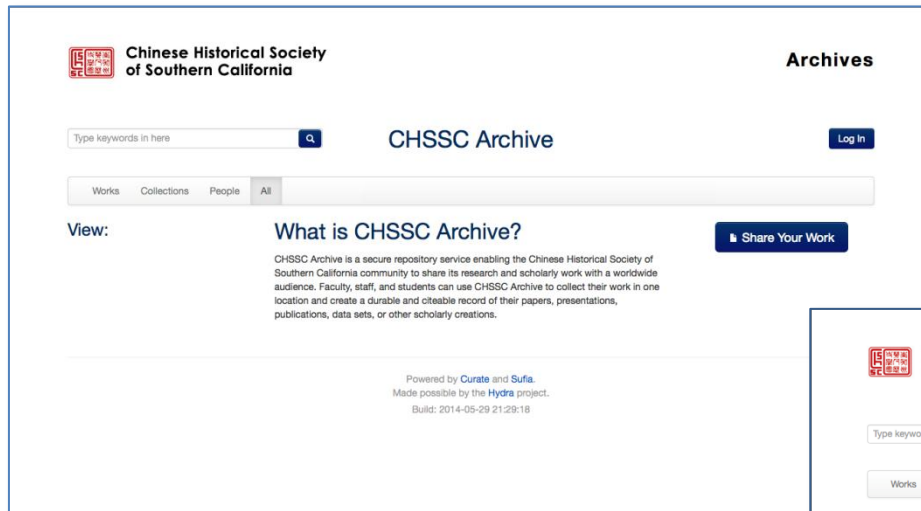 Chinese Historical Society
of Southern California
Archives
Type keywords in here
CHSSC Archive
Log In
Works Collections People All
View:
What is CHSSC Archive?
Share Your Work
CHSSC Archive is a secure repository service enabling the Chinese Historical Society of
Southern California community to share its research and scholarly work with a worldwide
audience. Faculty, staff, and students can use CHSSC Archive to collect their work in one
location and create a durable and citeable record of their papers, presentations,
publications, data sets, or other scholarly creations.
Powered by Curate and Sufia.
Made possible by the Hydra project.
Build: 2014-05-29 21:29:18
Type keywo
Works